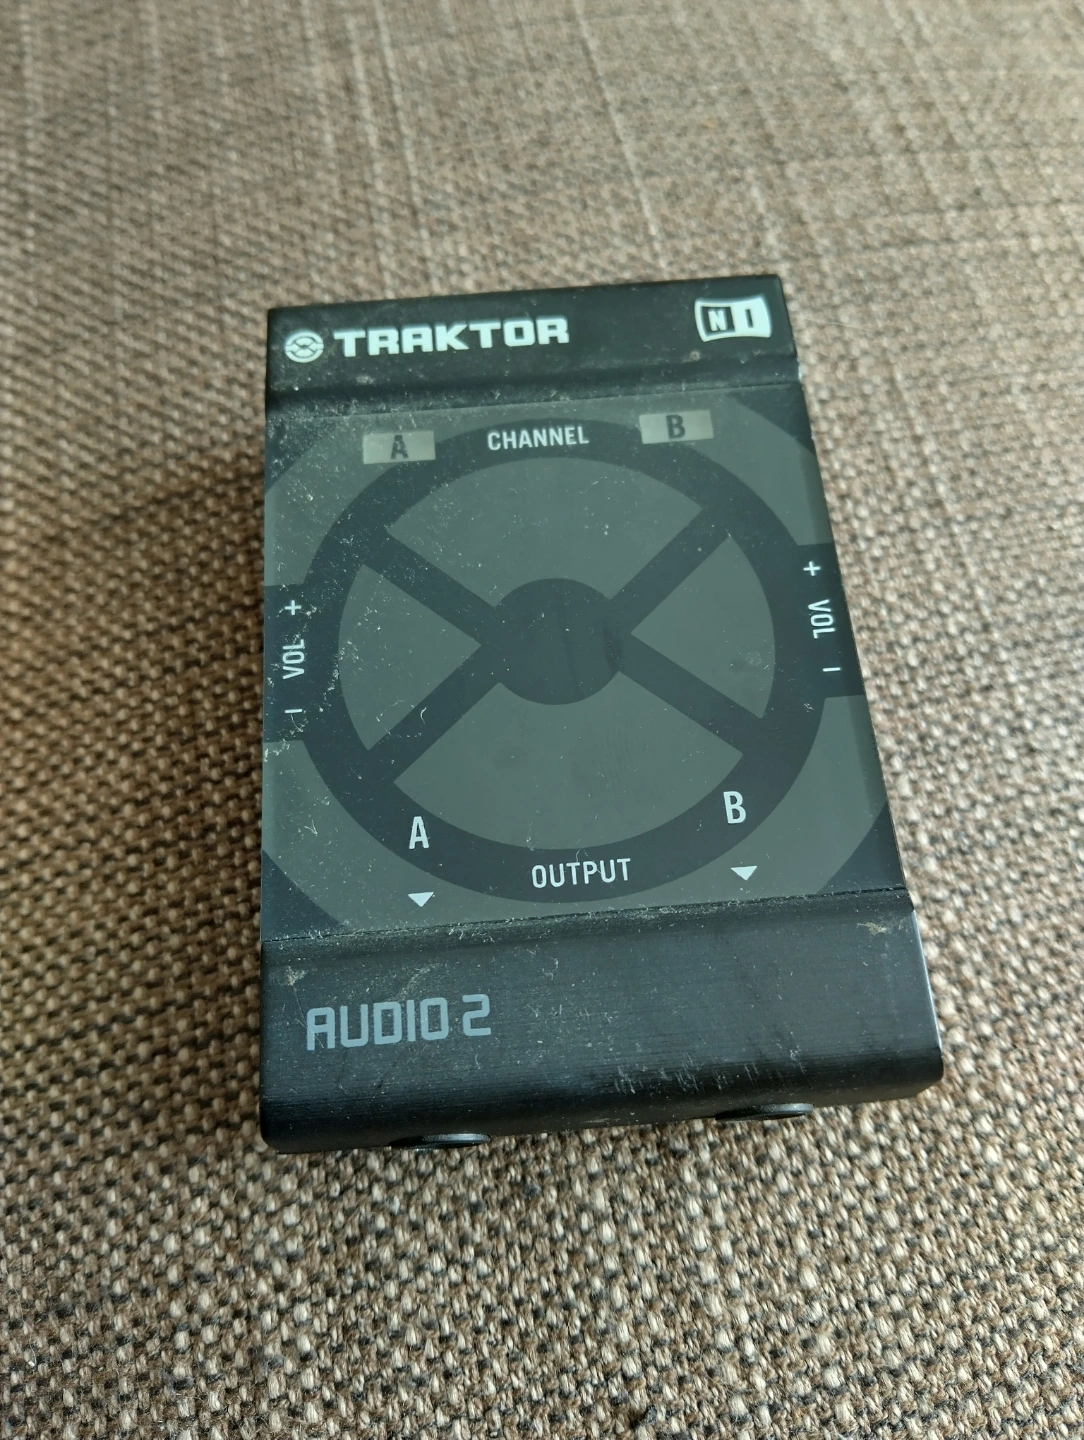 TRAKTOR
NI
A CHANNEL B
+ VOL -
+ VOL -
A B
OUTPUT
AUDIO 2